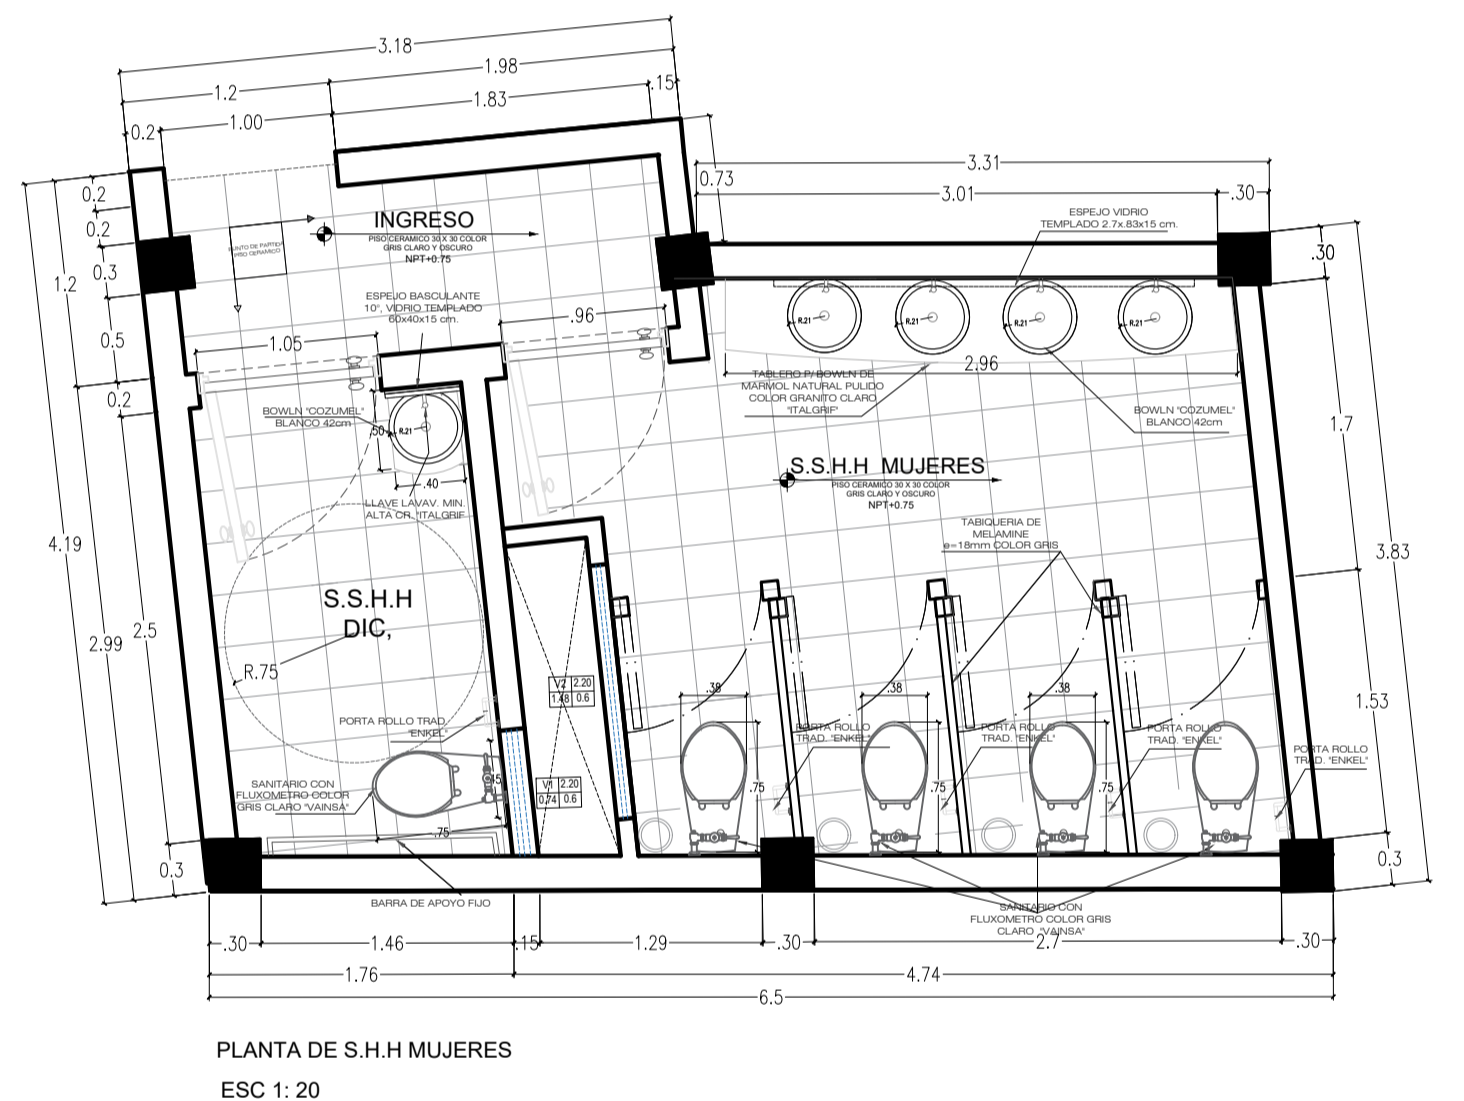 3.18
1.2
1.98
0.2
1.00
1.83
.15
0.73
3.31
3.01
.30
.30
0.2
0.2
0.3
1.2
0.5
0.2
4.19
2.99
2.5
0.3
INGRESO
PISO CERAMICO 30 X 30 COLOR
GRIS CLARO Y OSCURO
NPT+0.75
PUNTO DE PARTIDA
PISO CERAMICO
ESPEJO VIDRIO
TEMPLADO 2.7x.83x15 cm.
ESPEJO BASCULANTE
10°, VIDRIO TEMPLADO
60x40x15 cm.
1.05
.96
R.21
R.21
R.21
R.21
2.96
TABLERO P/ BOWLN DE
MARMOL NATURAL PULIDO
COLOR GRANITO CLARO
"ITALGRIF"
BOWLN "COZUMEL"
BLANCO 42cm
BOWLN "COZUMEL"
BLANCO 42cm
.50
R.21
.40
LLAVE LAVAV. MIN.
ALTA CR. "ITALGRIF
S.S.H.H MUJERES
PISO CERAMICO 30 X 30 COLOR
GRIS CLARO Y OSCURO
NPT+0.75
TABIQUERIA DE
MELAMINE
e=18mm COLOR GRIS
1.7
3.83
1.53
0.3
S.S.H.H
DIC,
R.75
V2 2.20
1.48 0.6
V1 2.20
0.74 0.6
PORTA ROLLO TRAD.
"ENKEL"
SANITARIO CON
FLUXOMETRO COLOR
GRIS CLARO "VAINSA"
.45
.75
.38
.38
.38
.75
.75
.75
PORTA ROLLO
TRAD. "ENKEL"
PORTA ROLLO
TRAD. "ENKEL"
PORTA ROLLO
TRAD. "ENKEL"
PORTA ROLLO
TRAD. "ENKEL"
BARRA DE APOYO FIJO
SANITARIO CON
FLUXOMETRO COLOR GRIS
CLARO "VAINSA"
.30
1.46
.15
1.29
.30
2.7
.30
1.76
4.74
6.5
PLANTA DE S.H.H MUJERES
ESC 1: 20